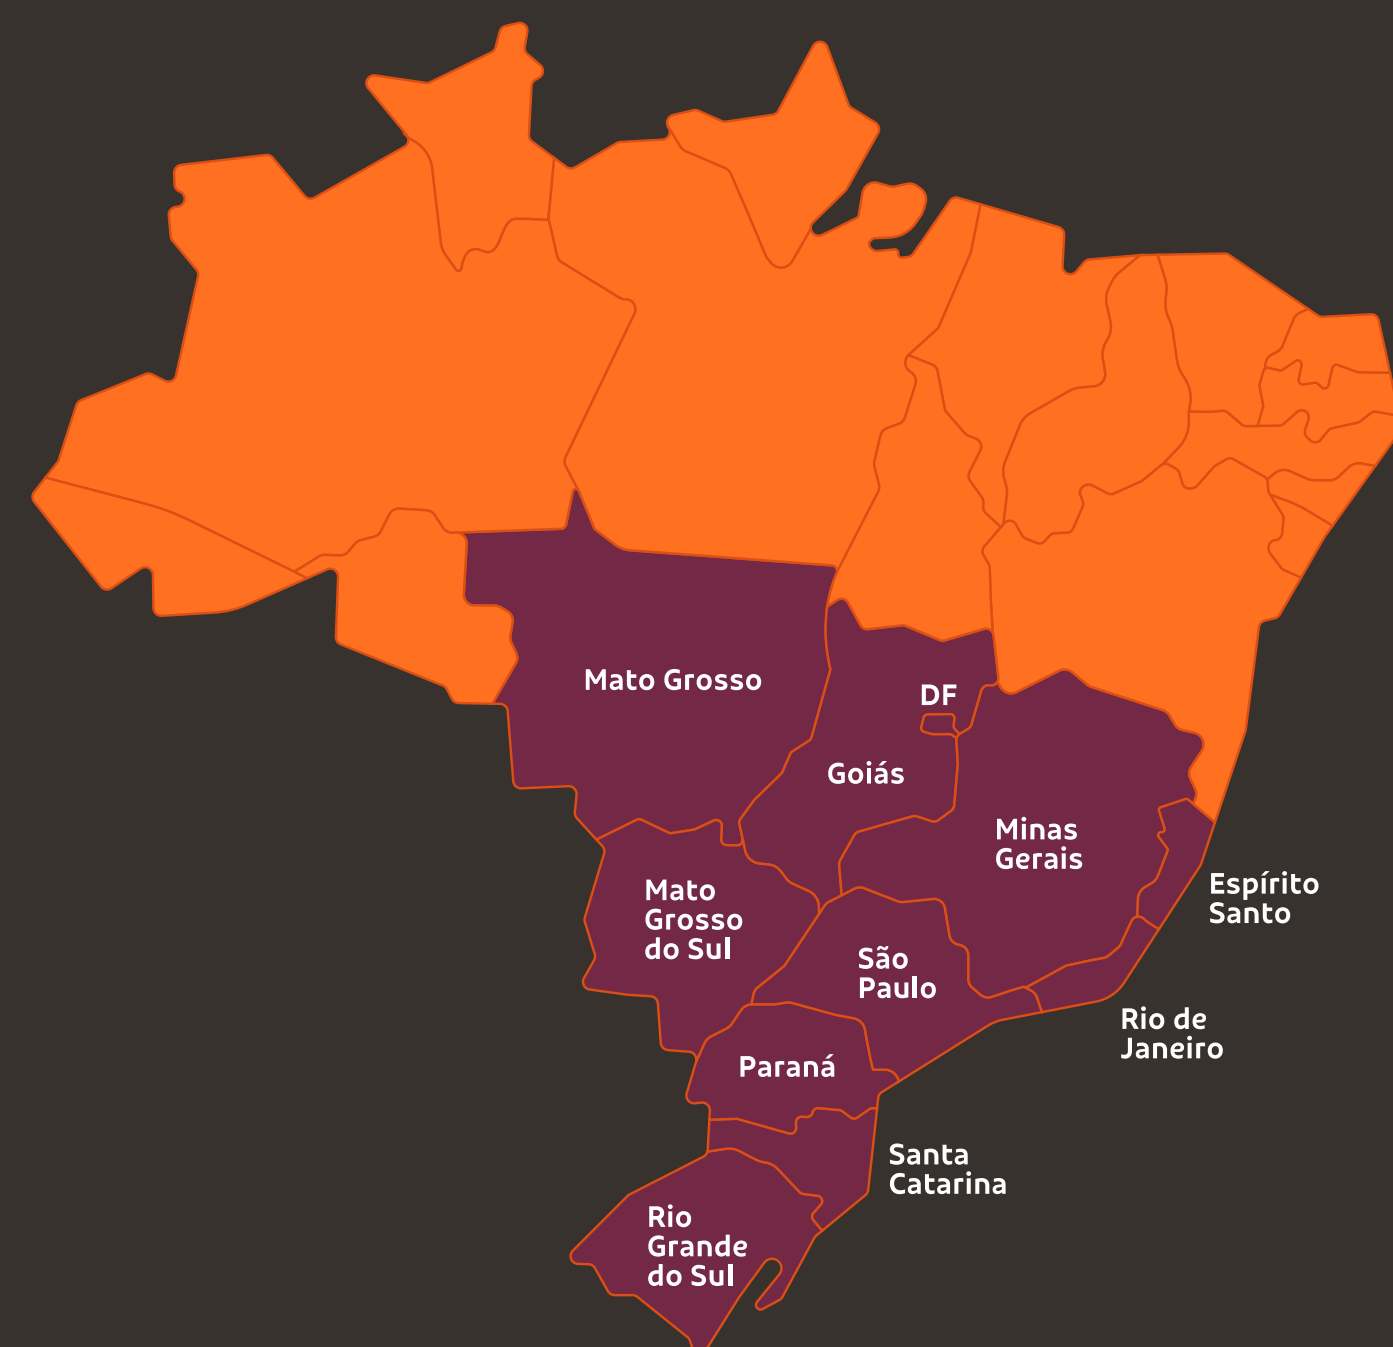 Mato Grosso
DF
Goiás
Minas
Gerais
Espírito
Santo
Mato
Grosso
do Sul
São
Paulo
Rio de
Janeiro
Paraná
Santa
Catarina
Rio
Grande
do Sul